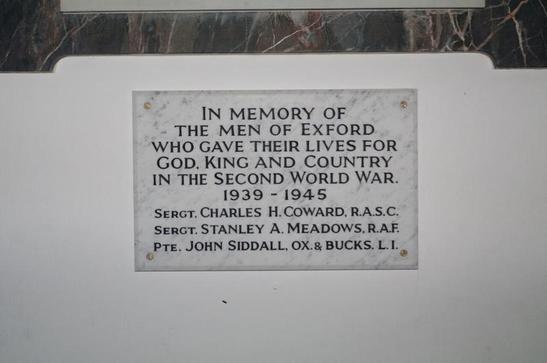 IN MEMORY OF
THE MEN OF EXFORD
WHO GAVE THEIR LIVES FOR
GOD, KING AND COUNTRY
IN THE SECOND WORLD WAR.
1939 - 1945
SERGT. CHARLES H. COWARD, R.A.S.C.
SERGT. STANLEY A. MEADOWS, R.A.F.
PTE. JOHN SIDDALL, OX. & BUCKS. L.I.